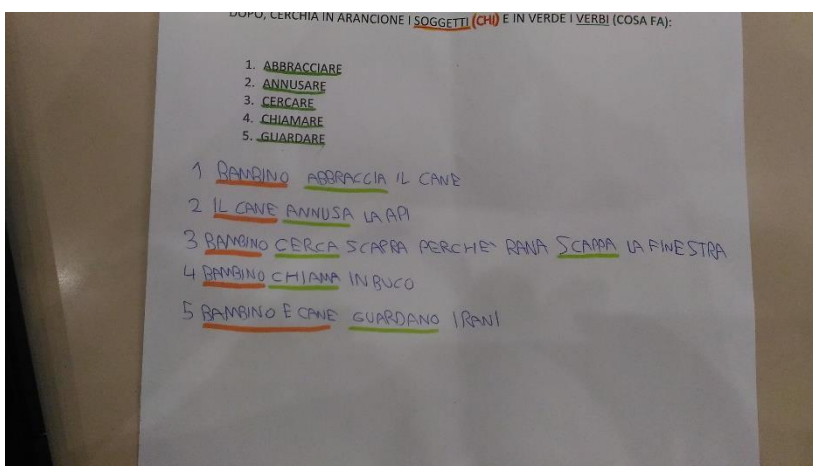 DOPO, CERCHIA IN ARANCIONE I SOGGETTI (CHI) E IN VERDE I VERBI (COSA FA):
1. ABBRACCIARE
2. ANNUSARE
3. CERCARE
4. CHIAMARE
5. GUARDARE
1 BAMBINO ABBRACCIA IL CANE
2 IL CANE ANNUSA LA API
3 BAMBINO CERCA SCAPPA PERCHE' RANA SCAPPA LA FINESTRA
4 BAMBINO CHIAMA IN BUCO
5 BAMBINO E CANE GUARDANO I RANI